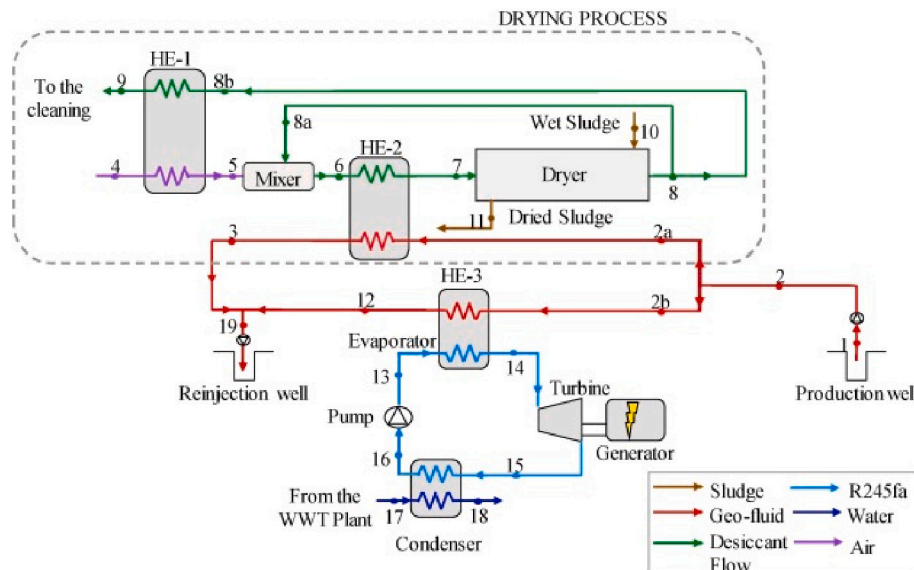 DRYING PROCESS
HE-1
To the
cleaning
9
8b
8a
Wet Sludge
10
HE-2
4
5
Mixer
6
7
Dryer
8
11
Dried Sludge
3
2a
HE-3
2
12
2b
19
1
Evaporator
13
14
Reinjection well
Turbine
Production well
Pump
Generator
16
15
From the
WWT Plant
17
18
Condenser
Sludge
R245fa
Geo-fluid
Water
Desiccant
Flow
Air